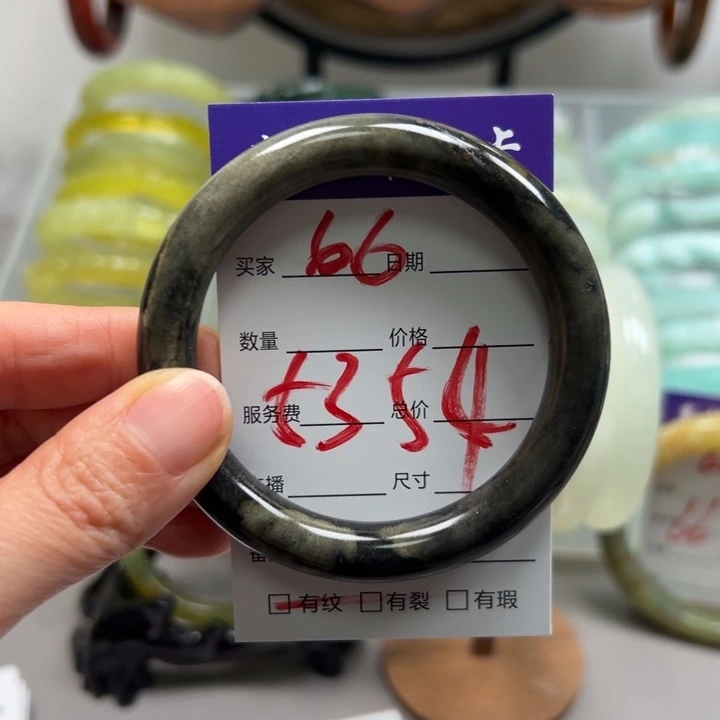 买家 66 日期
数量 价格
服务费 总价
t354
播 尺寸
有纹 有裂 有瑕